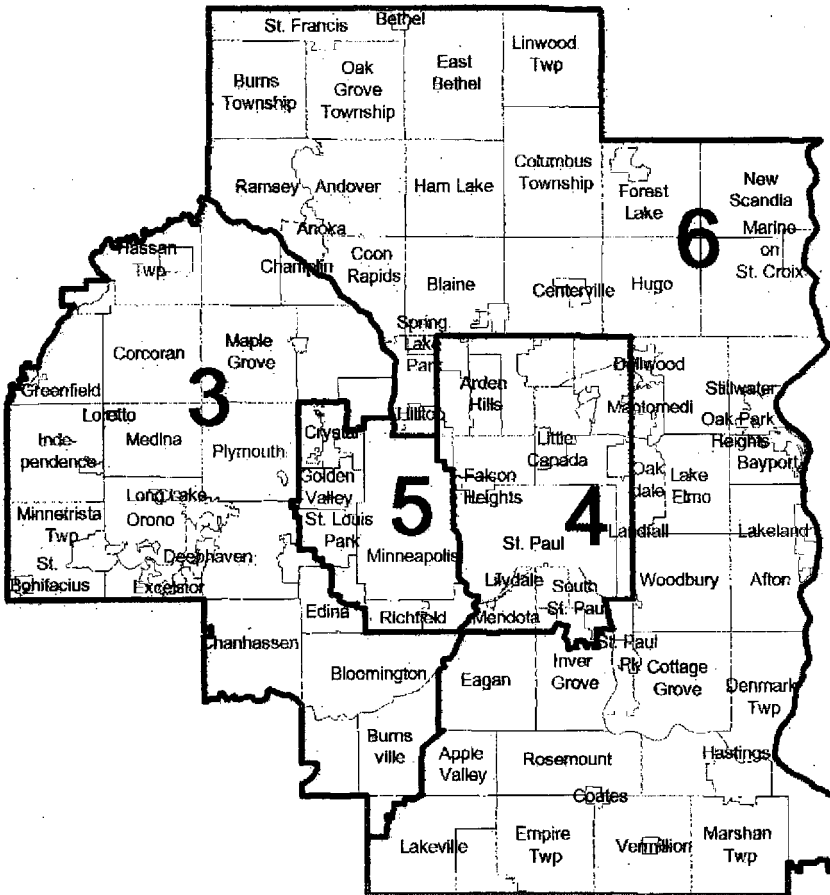 St. Francis
Bethel
Linwood
Twp
Burns
Township
Oak
Grove
Township
East
Bethel
Ramsey
Andover
Ham Lake
Columbus
Township
Forest
Lake
New
Scandia
6
Marine
on
St. Croix
Anoka
Hassan
Twp
Champlin
Coon
Rapids
Blaine
Centerville
Hugo
Spring
Lake
Park
Corcoran
Maple
Grove
3
Arden
Hills
Dellwood
Greenfield
Loretto
Hilltop
Mahtomedi
Stillwater
Oak Park
Heights
Inde-
pendence
Medina
Plymouth
Crystal
Little
Canada
Bayport
Golden
Valley
Falcon
Heights
Oak
dale
Lake
Elmo
Long Lake
Orono
Minnetrista
Twp
St. Louis
Park
5
4
St. Paul
Landfall
Lakeland
Deephaven
Minneapolis
St.
Bonifacius
Excelsior
Lilydale
South
St. Paul
Woodbury
Afton
Edina
Richfield
Mendota
Chanhassen
St. Paul
Pk
Bloomington
Eagan
Inver
Grove
Cottage
Grove
Denmark
Twp
Burns
ville
Apple
Valley
Rosemount
Hastings
Coates
Lakeville
Empire
Twp
Vermillion
Marshan
Twp